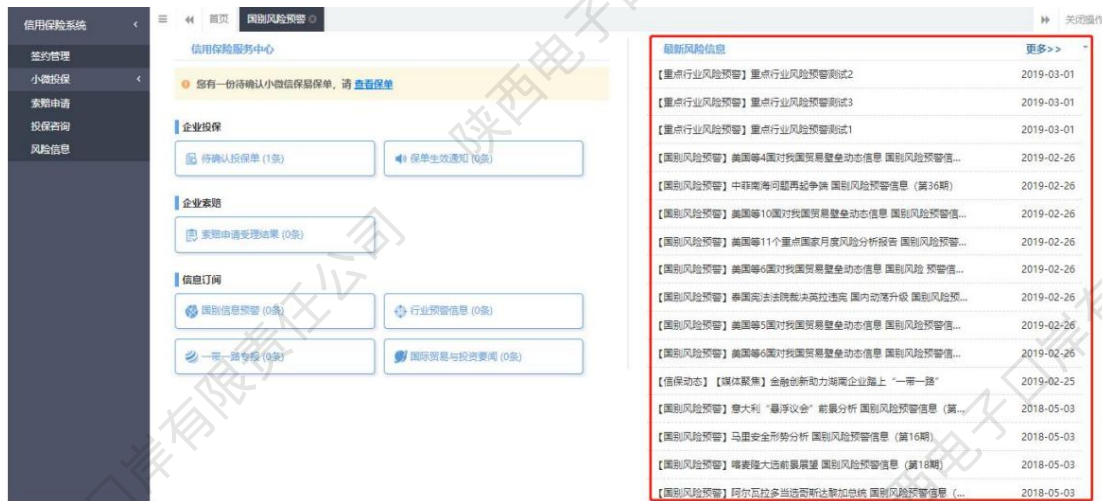 信用保险系统
首页 国别风险预警
关闭操作
签约管理
小微投保
索赔申请
投保咨询
风险信息
信用保险服务中心
您有一份待确认小微信保易保单，请 查看保单
企业投保
待确认投保单 (1条)
保单生效通知 (0条)
企业索赔
索赔申请受理结果 (0条)
信息订阅
国别信息预警 (0条)
行业预警信息 (0条)
一带一路专报 (0条)
国际贸易与投资要闻 (0条)
最新风险信息 更多>>
【重点行业风险预警】重点行业风险预警测试2 2019-03-01
【重点行业风险预警】重点行业风险预警测试3 2019-03-01
【重点行业风险预警】重点行业风险预警测试1 2019-03-01
【国别风险预警】美国等4国对我国贸易壁垒动态信息 国别风险预警信... 2019-02-26
【国别风险预警】中菲南海问题再起争端 国别风险预警信息（第36期） 2019-02-26
【国别风险预警】美国等10国对我国贸易壁垒动态信息 国别风险预警信... 2019-02-26
【国别风险预警】美国等11个重点国家月度风险分析报告 国别风险预警... 2019-02-26
【国别风险预警】美国等6国对我国贸易壁垒动态信息 国别风险 预警信... 2019-02-26
【国别风险预警】泰国宪法法院裁决英拉违宪 国内动荡升级 国别风险预... 2019-02-26
【国别风险预警】美国等5国对我国贸易壁垒动态信息 国别风险预警信... 2019-02-26
【国别风险预警】美国等6国对我国贸易壁垒动态信息 国别风险预警信... 2019-02-26
【信保动态】【媒体聚焦】金融创新助力湖南企业踏上“一带一路” 2019-02-25
【国别风险预警】意大利“悬浮议会”前景分析 国别风险预警信息（第... 2018-05-03
【国别风险预警】马里安全形势分析 国别风险预警信息（第16期） 2018-05-03
【国别风险预警】喀麦隆大选前景展望 国别风险预警信息（第18期） 2018-05-03
【国别风险预警】阿尔瓦拉多当选哥斯达黎加总统 国别风险预警信息（... 2018-05-03
陕西电子口
岸有限责任公司